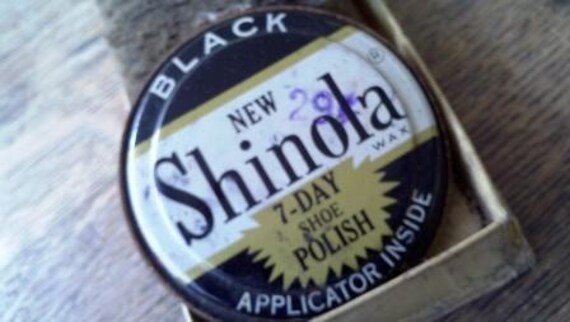 BLACK
NEW 29¢
Shinola ®
WAX
7-DAY
SHOE
POLISH
APPLICATOR INSIDE